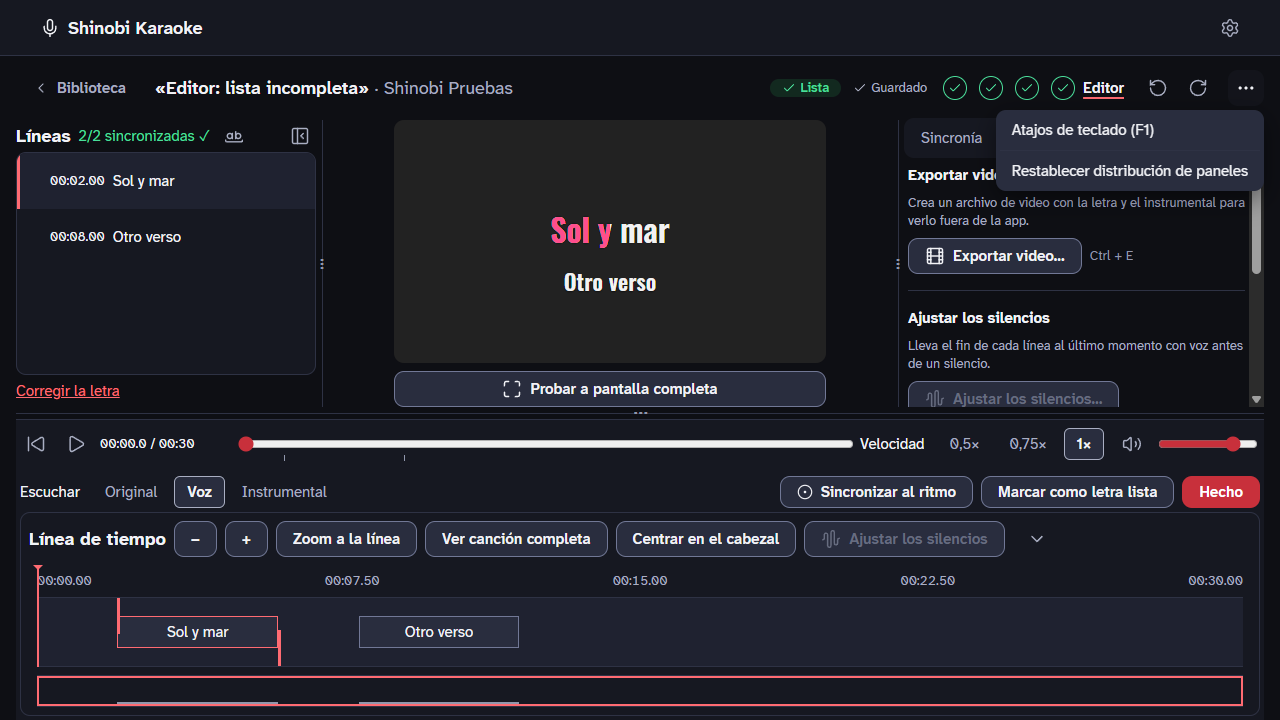 Shinobi Karaoke
Biblioteca
«Editor: lista incompleta» · Shinobi Pruebas
Lista
Guardado
Editor
Atajos de teclado (F1)
Restablecer distribución de paneles
Líneas 2/2 sincronizadas ✓ ab
00:02.00 Sol y mar
00:08.00 Otro verso
Corregir la letra
Sol y mar
Otro verso
Probar a pantalla completa
Sincronía
Exportar vid
Crea un archivo de video con la letra y el instrumental para
verlo fuera de la app.
Exportar video... Ctrl + E
Ajustar los silencios
Lleva el fin de cada línea al último momento con voz antes
de un silencio.
Ajustar los silencios...
00:00.0 / 00:30
Velocidad 0,5× 0,75× 1×
Escuchar Original Voz Instrumental
Sincronizar al ritmo
Marcar como letra lista
Hecho
Línea de tiempo − + Zoom a la línea Ver canción completa Centrar en el cabezal Ajustar los silencios
00:00.00 00:07.50 00:15.00 00:22.50 00:30.00
Sol y mar Otro verso